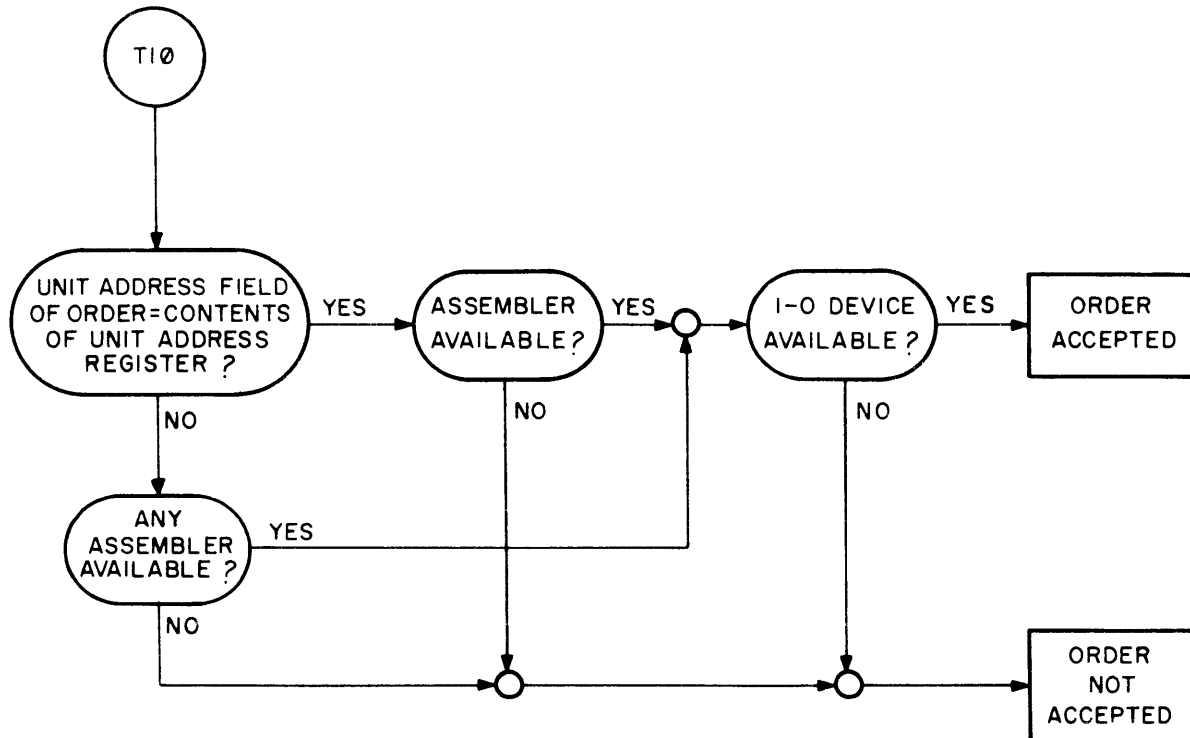 TIØ
UNIT ADDRESS FIELD
OF ORDER=CONTENTS
OF UNIT ADDRESS
REGISTER ?
YES
ASSEMBLER
AVAILABLE?
YES
I-O DEVICE
AVAILABLE?
YES
ORDER
ACCEPTED
NO
NO
NO
ANY
ASSEMBLER
AVAILABLE ?
YES
NO
ORDER
NOT
ACCEPTED